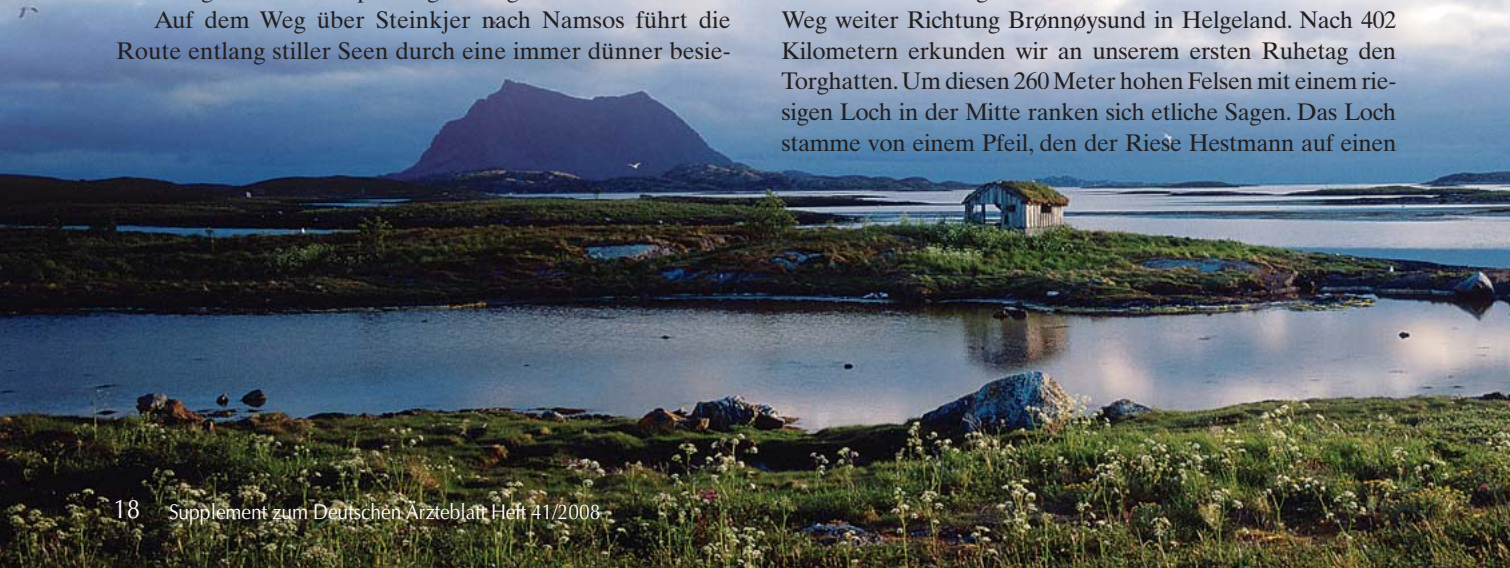 Auf dem Weg über Steinkjer nach Namsos führt die
Route entlang stiller Seen durch eine immer dünner besie-
Weg weiter Richtung Brønnøysund in Helgeland. Nach 402
Kilometern erkunden wir an unserem ersten Ruhetag den
Torghatten. Um diesen 260 Meter hohen Felsen mit einem rie-
sigen Loch in der Mitte ranken sich etliche Sagen. Das Loch
stamme von einem Pfeil, den der Riese Hestmann auf einen
18 Supplement zum Deutschen Ärzteblatt Heft 41/2008